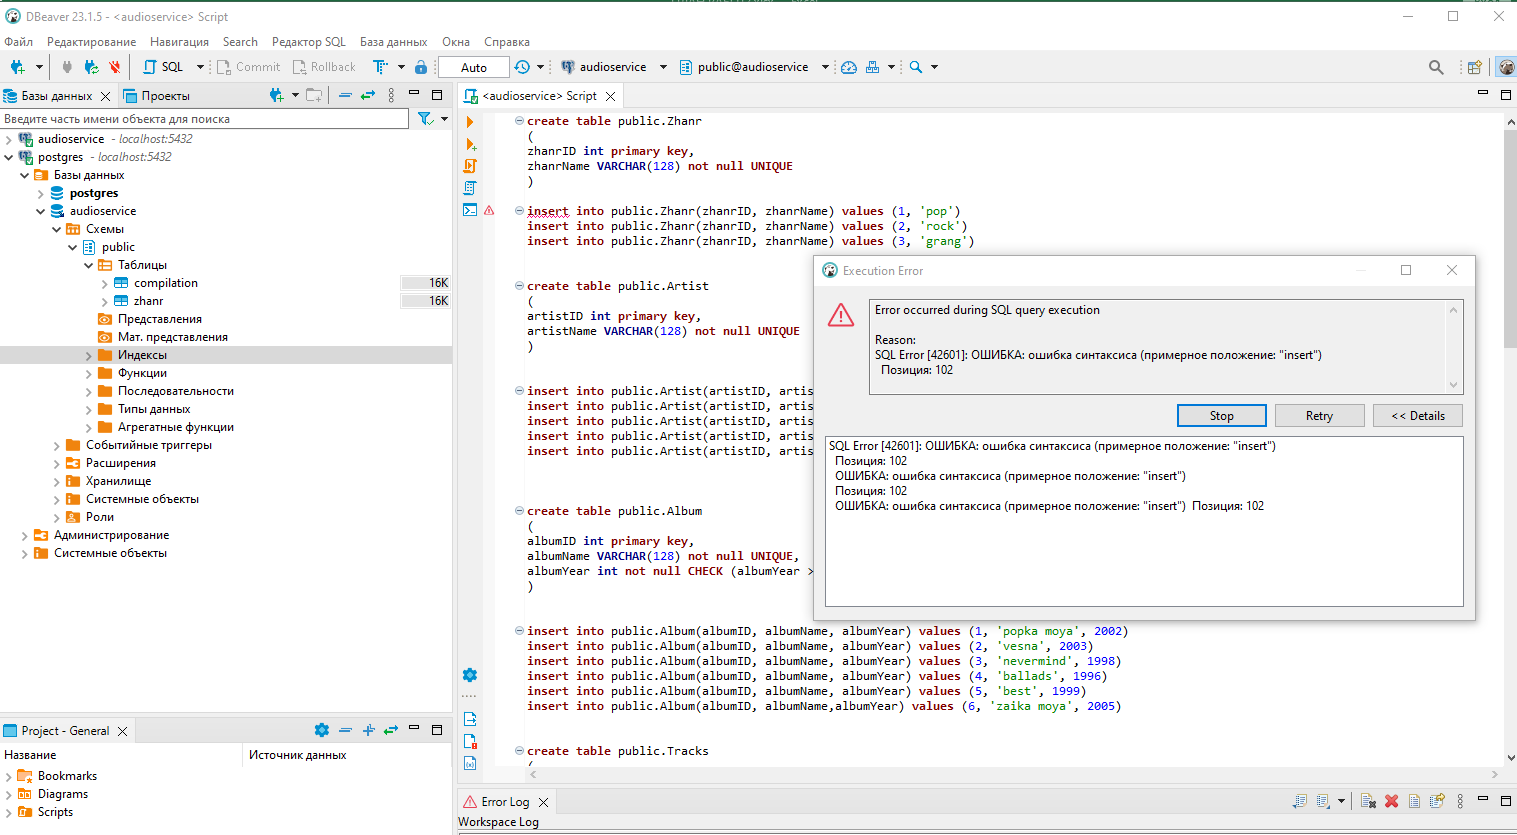 DBeaver 23.1.5 - <audioservice> Script
Файл Редактирование Навигация Search Редактор SQL База данных Окна Справка
SQL Commit Rollback Auto audioservice public@audioservice
Базы данных Проекты
<audioservice> Script
Введите часть имени объекта для поиска
audioservice - localhost:5432
postgres - localhost:5432
Базы данных
postgres
audioservice
Схемы
public
Таблицы
compilation 16K
zhanr 16K
Представления
Мат. представления
Индексы
Функции
Последовательности
Типы данных
Агрегатные функции
Событийные триггеры
Расширения
Хранилище
Системные объекты
Роли
Администрирование
Системные объекты
Project - General
Название Источник данных
Bookmarks
Diagrams
Scripts
create table public.Zhanr
(
zhanrID int primary key,
zhanrName VARCHAR(128) not null UNIQUE
)
insert into public.Zhanr(zhanrID, zhanrName) values (1, 'pop')
insert into public.Zhanr(zhanrID, zhanrName) values (2, 'rock')
insert into public.Zhanr(zhanrID, zhanrName) values (3, 'grang')
create table public.Artist
(
artistID int primary key,
artistName VARCHAR(128) not null UNIQUE
)
insert into public.Artist(artistID, artis
insert into public.Artist(artistID, artis
insert into public.Artist(artistID, artis
insert into public.Artist(artistID, artis
insert into public.Artist(artistID, artis
create table public.Album
(
albumID int primary key,
albumName VARCHAR(128) not null UNIQUE,
albumYear int not null CHECK (albumYear >
)
insert into public.Album(albumID, albumName, albumYear) values (1, 'popka moya', 2002)
insert into public.Album(albumID, albumName, albumYear) values (2, 'vesna', 2003)
insert into public.Album(albumID, albumName, albumYear) values (3, 'nevermind', 1998)
insert into public.Album(albumID, albumName, albumYear) values (4, 'ballads', 1996)
insert into public.Album(albumID, albumName, albumYear) values (5, 'best', 1999)
insert into public.Album(albumID, albumName,albumYear) values (6, 'zaika moya', 2005)
create table public.Tracks
(
Execution Error
Error occurred during SQL query execution
Reason:
SQL Error [42601]: ОШИБКА: ошибка синтаксиса (примерное положение: "insert")
Позиция: 102
Stop Retry << Details
SQL Error [42601]: ОШИБКА: ошибка синтаксиса (примерное положение: "insert")
Позиция: 102
ОШИБКА: ошибка синтаксиса (примерное положение: "insert")
Позиция: 102
ОШИБКА: ошибка синтаксиса (примерное положение: "insert") Позиция: 102
Error Log
Workspace Log